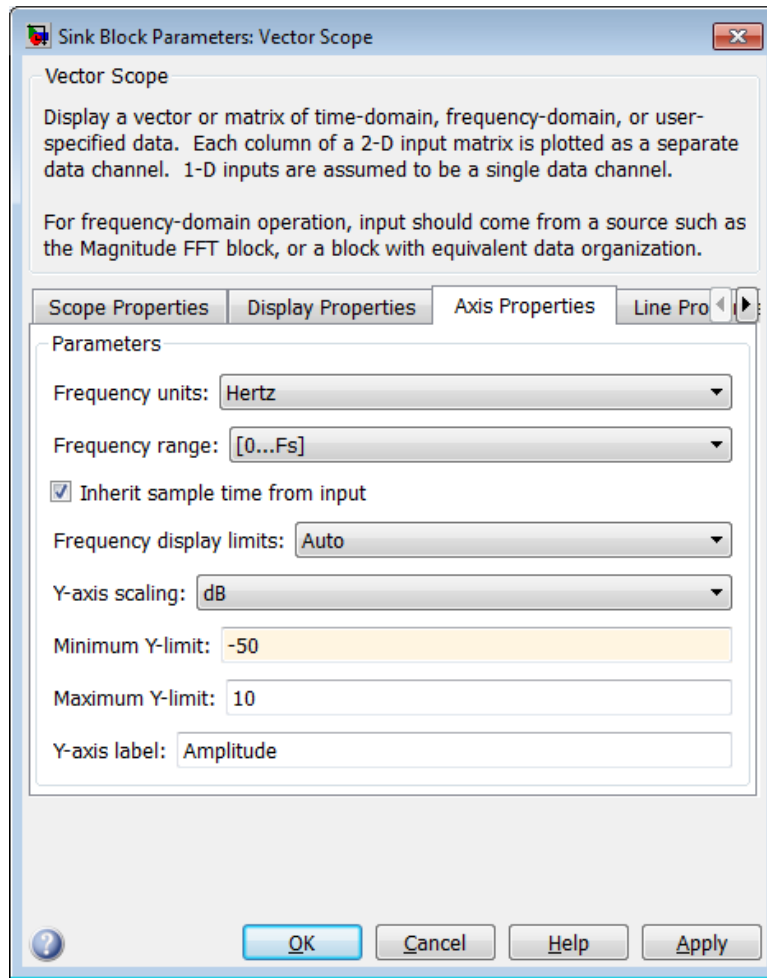 Sink Block Parameters: Vector Scope
Vector Scope
Display a vector or matrix of time-domain, frequency-domain, or user-
specified data.  Each column of a 2-D input matrix is plotted as a separate
data channel.  1-D inputs are assumed to be a single data channel.
For frequency-domain operation, input should come from a source such as
the Magnitude FFT block, or a block with equivalent data organization.
Scope Properties Display Properties Axis Properties Line Pro
Parameters
Frequency units: Hertz
Frequency range: [0...Fs]
Inherit sample time from input
Frequency display limits: Auto
Y-axis scaling: dB
Minimum Y-limit: -50
Maximum Y-limit: 10
Y-axis label: Amplitude
OK Cancel Help Apply